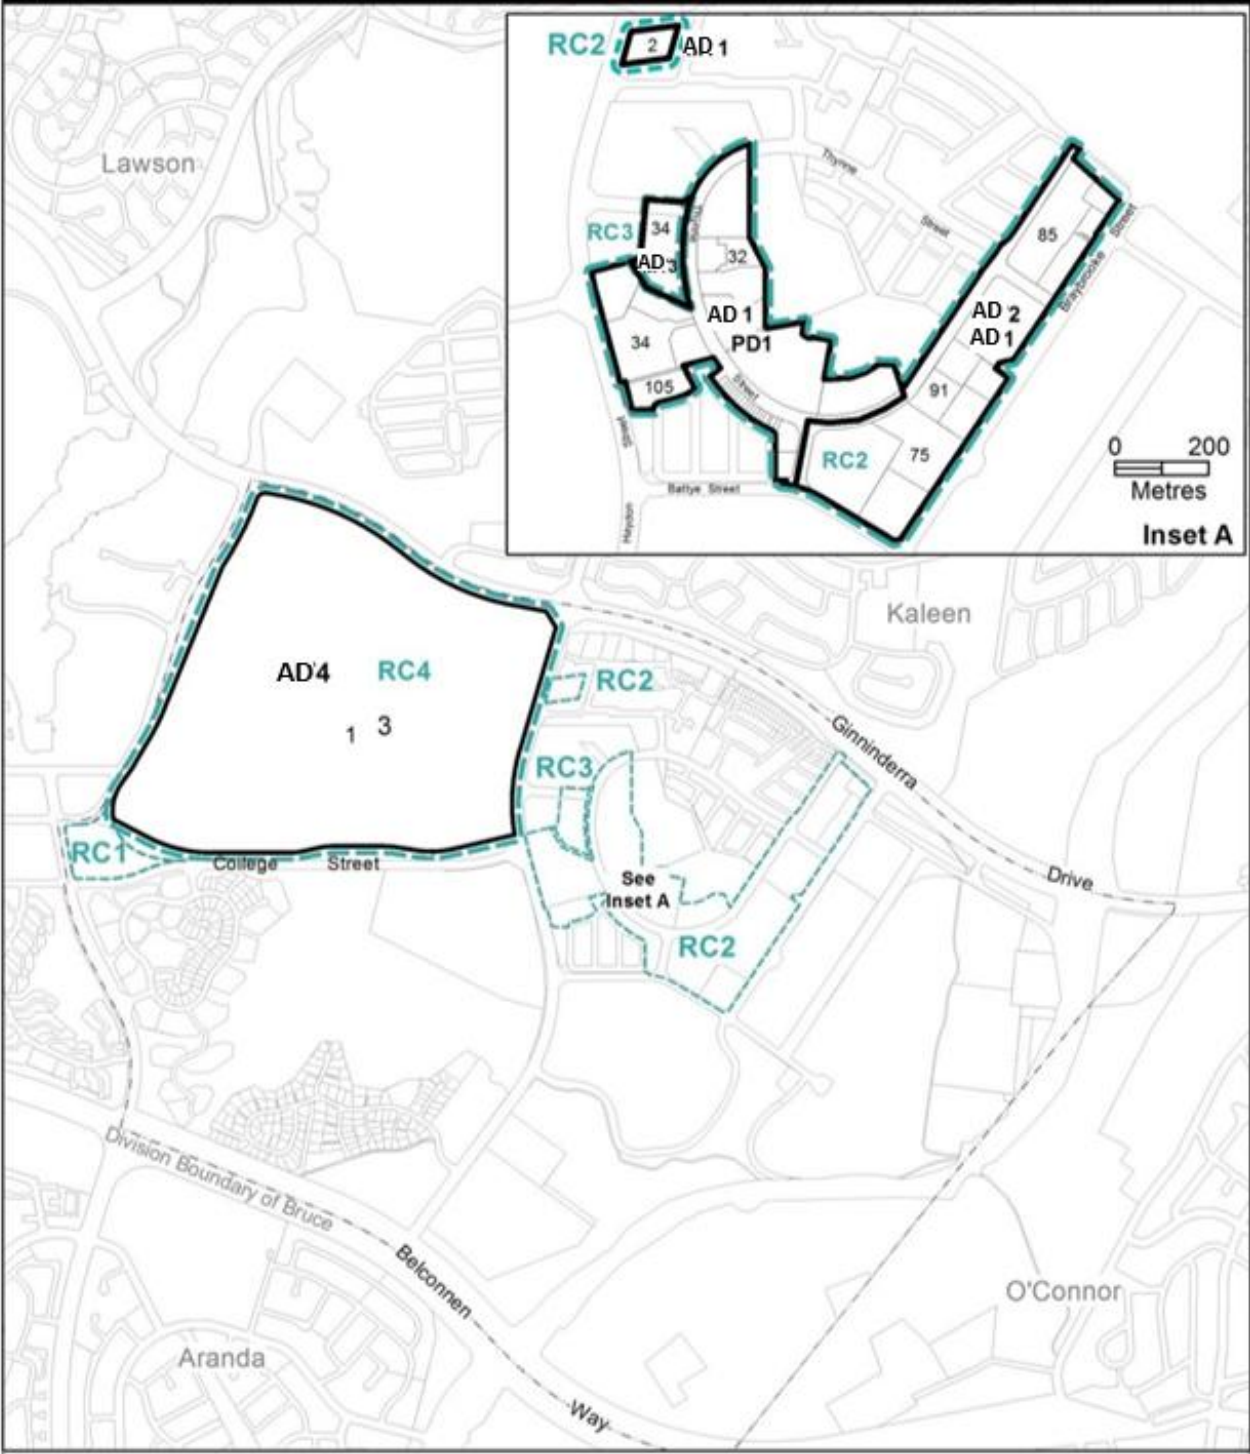 RC2
2
AD 1
Thynne
Street
RC3
34
AD 3
Thynne
32
85
Street
Braybrooke
AD 1
PD1
AD 2
AD 1
34
105
Street
91
Street
RC2
75
0 200
Metres
Battye Street
Haydon
Inset A
Lawson
Kaleen
AD4
RC4
1
3
RC2
Ginninderra
RC3
RC1
College Street
See
Inset A
Drive
RC2
Division Boundary of Bruce
Belconnen
O'Connor
Aranda
Way